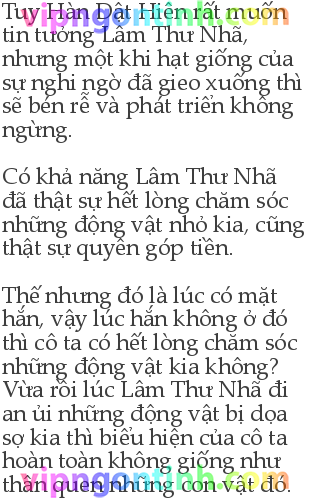 Tuy Hàn Dật Hiên rất muốn
tin tưởng Lâm Thư Nhã,
nhưng một khi hạt giống của
sự nghi ngờ đã gieo xuống thì
sẽ bén rễ và phát triển không
ngừng.
Có khả năng Lâm Thư Nhã
đã thật sự hết lòng chăm sóc
những động vật nhỏ kia, cũng
thật sự quyên góp tiền.
Thế nhưng đó là lúc có mặt
hắn, vậy lúc hắn không ở đó
thì cô ta có hết lòng chăm sóc
những động vật kia không?
Vừa rồi lúc Lâm Thư Nhã đi
an ủi những động vật bị dọa
sợ kia thì biểu hiện của cô ta
hoàn toàn không giống như
thân quen những con vật đó.
vipngontinh.com
vipngontinh.com